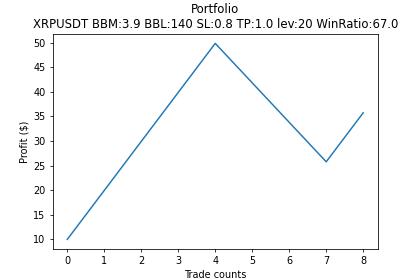 Portfolio
XRPUSDT BBM:3.9 BBL:140 SL:0.8 TP:1.0 lev:20 WinRatio:67.0
50
45
40
35
30
25
20
15
10
Profit ($)
0 1 2 3 4 5 6 7 8
Trade counts